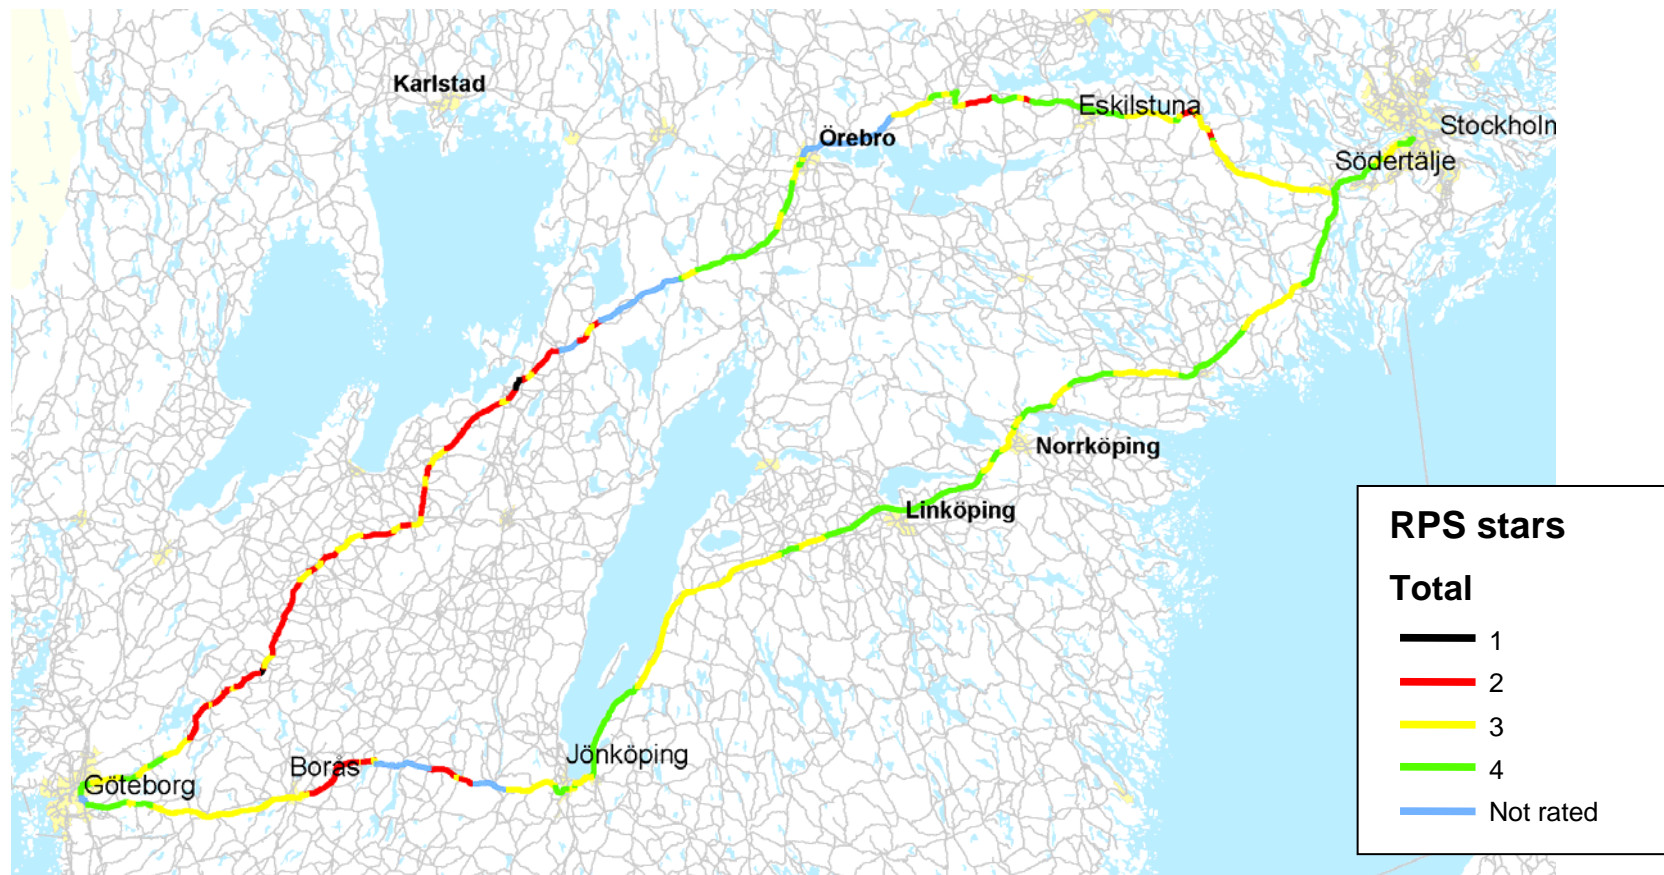 Karlstad
Örebro
Eskilstuna
Stockholn
Södertälje
Norrköping
Linköping
Jönköping
Borås
Göteborg
RPS stars
Total
1
2
3
4
Not rated